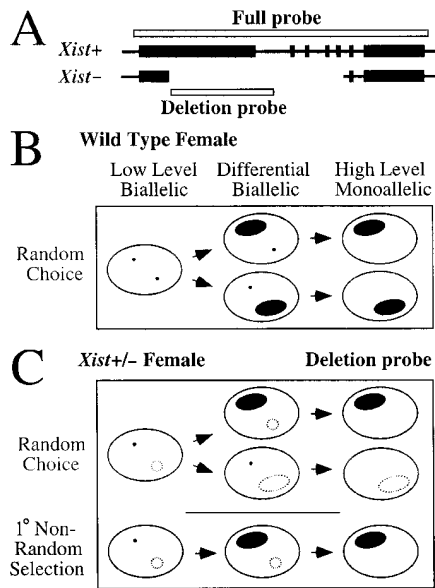 A
Full probe
Xist+
Xist−
Deletion probe
B Wild Type Female
Low Level Biallelic
Differential Biallelic
High Level Monoallelic
Random Choice
C Xist+/− Female
Deletion probe
Random Choice
1° Non-Random Selection